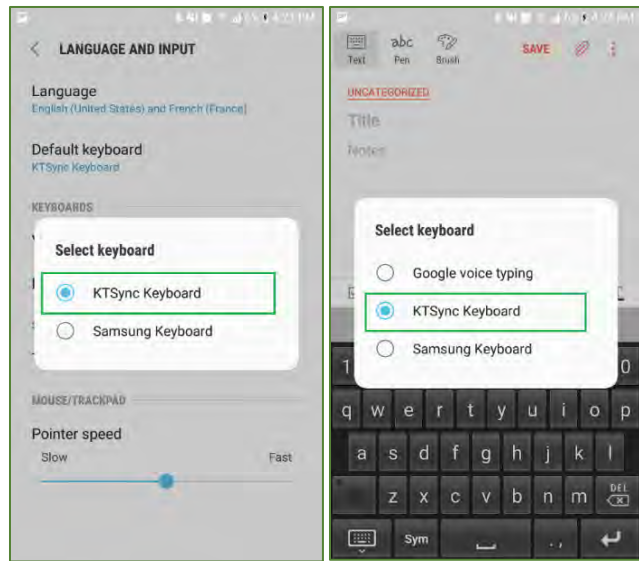 LANGUAGE AND INPUT
Language
English (United States) and French (France)
Default keyboard
KTSync Keyboard
KEYBOARDS
Select keyboard
KTSync Keyboard
Samsung Keyboard
MOUSE/TRACKPAD
Pointer speed
Slow Fast
abc
Text Pen Brush
SAVE
UNCATEGORIZED
Title
Notes
Select keyboard
Google voice typing
KTSync Keyboard
Samsung Keyboard
1 0
q w e r t y u i o p
a s d f g h j k l
z x c v b n m DEL
Sym . ,